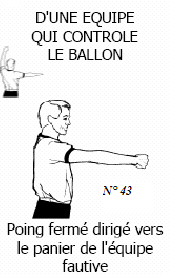 D'UNE EQUIPE
QUI CONTROLE
LE BALLON
N° 43
Poing fermé dirigé vers
le panier de l'équipe
fautive